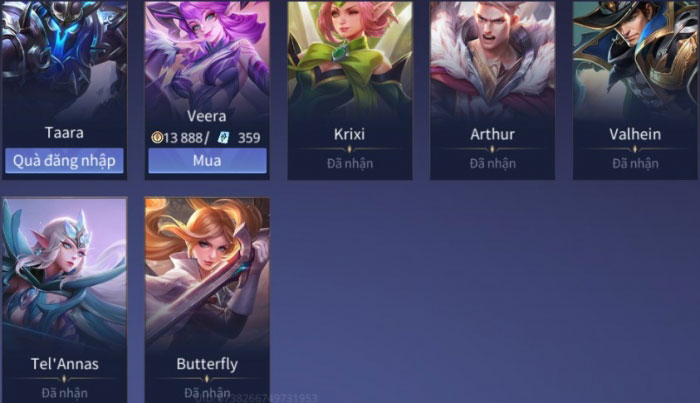 Taara
Quà đăng nhập
Veera
13 888/ 359
Mua
Krixi
Đã nhận
Arthur
Đã nhận
Valhein
Đã nhận
Tel'Annas
Đã nhận
Butterfly
Đã nhận